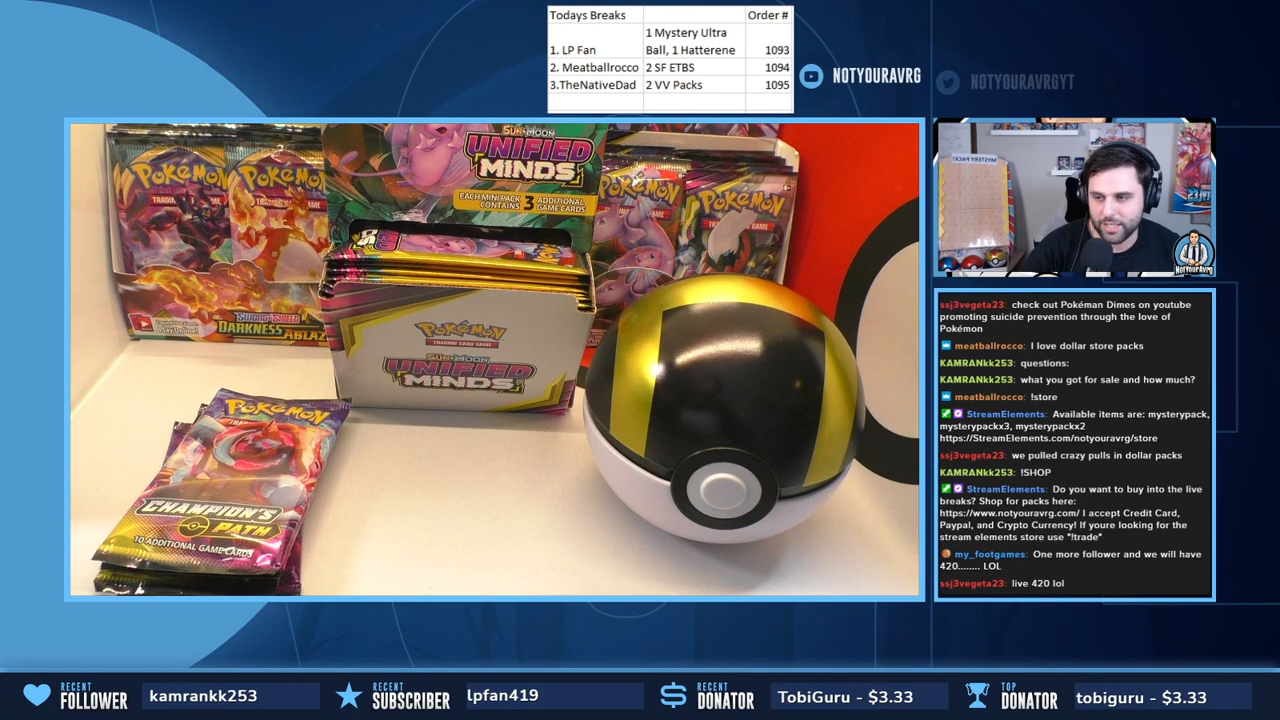 Todays Breaks Order #
1 Mystery Ultra
1. LP Fan Ball, 1 Hatterene 1093
2. Meatballrocco 2 SF ETBS 1094
3.TheNativeDad 2 VV Packs 1095
NOTYOURAVRG
NOTYOURAVRGYT
SUN & MOON
UNIFIED
MINDS
EACH MINI PACK
CONTAINS 3 ADDITIONAL
GAME CARDS
Pokémon
Pokémon
Pokémon
Pokémon
SWORD & SHIELD
DARKNESS ABLAZ
Pokémon
TRADING CARD GAME
SUN & MOON
UNIFIED
MINDS
Pokémon
CHAMPION'S
PATH
10 ADDITIONAL GAME CARDS
MYSTERY PACK
NOTYOURAVRG
ssj3vegeta23: check out Pokéman Dimes on youtube
promoting suicide prevention through the love of
Pokémon
meatballrocco: I love dollar store packs
KAMRANkk253: questions:
KAMRANkk253: what you got for sale and how much?
meatballrocco: !store
StreamElements: Available items are: mysterypack,
mysterypackx3, mysterypackx2
https://StreamElements.com/notyouravrg/store
ssj3vegeta23: we pulled crazy pulls in dollar packs
KAMRANkk253: !SHOP
StreamElements: Do you want to buy into the live
breaks? Shop for packs here:
https://www.notyouravrg.com/ I accept Credit Card,
Paypal, and Crypto Currency! If youre looking for the
stream elements store use "!trade"
my_footgames: One more follower and we will have
420........ LOL
ssj3vegeta23: live 420 lol
RECENT FOLLOWER kamrankk253
RECENT SUBSCRIBER lpfan419
RECENT DONATOR TobiGuru - $3.33
TOP DONATOR tobiguru - $3.33